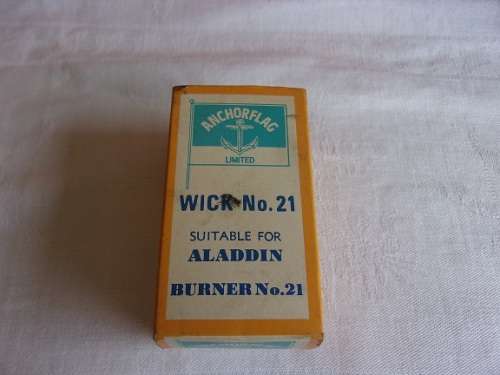 ANCHORFLAG
LIMITED
WICK No. 21
SUITABLE FOR
ALADDIN
BURNER No. 21